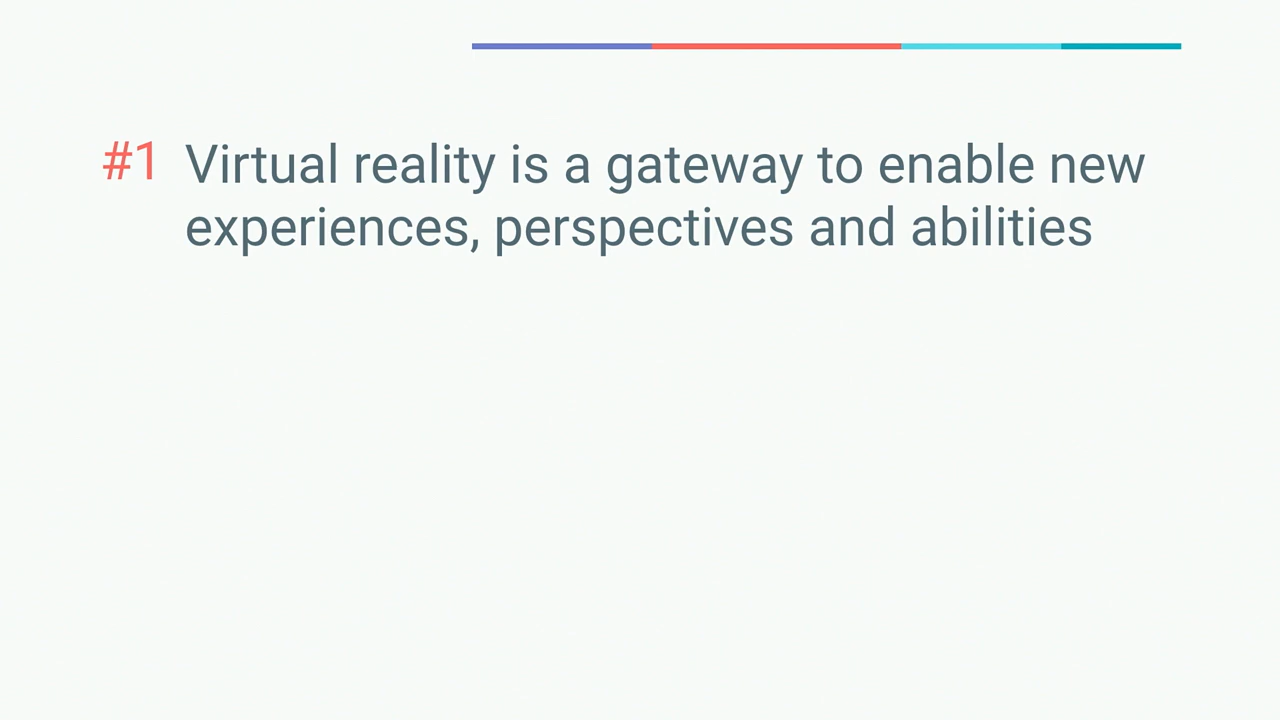 #1 Virtual reality is a gateway to enable new
experiences, perspectives and abilities